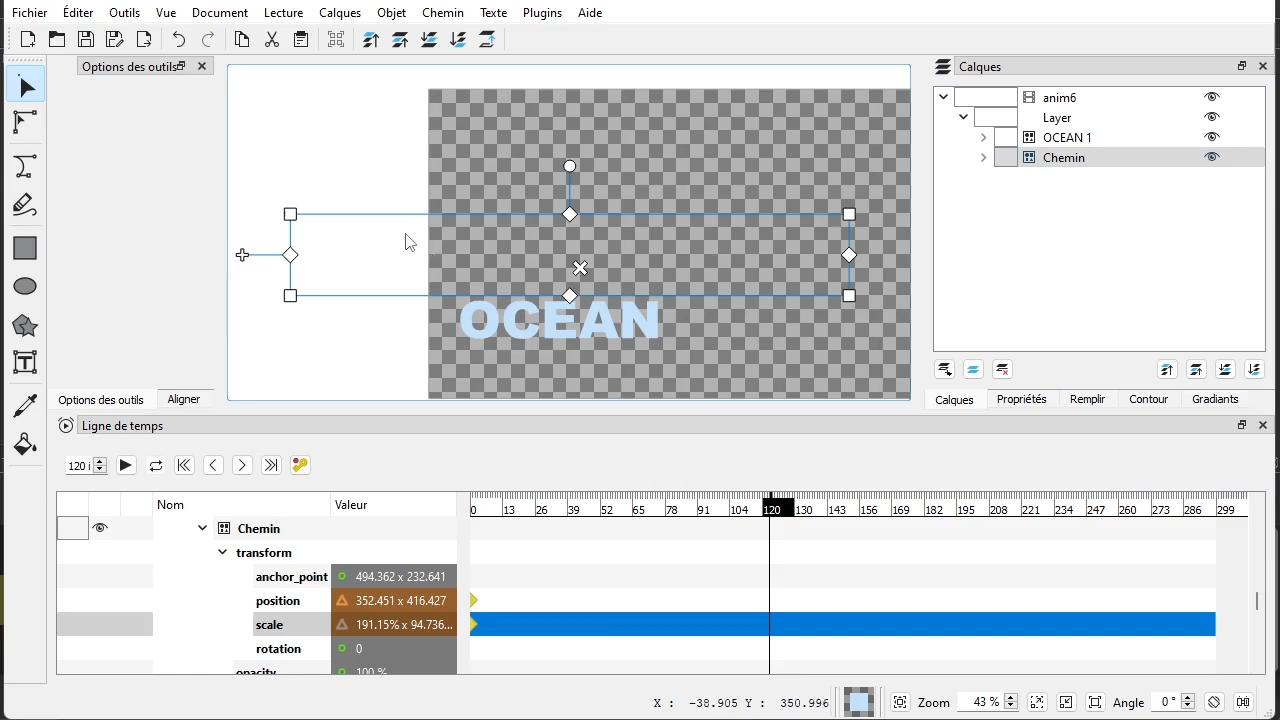 Fichier Éditer Outils Vue Document Lecture Calques Objet Chemin Texte Plugins Aide
Options des outils
Calques
anim6
Layer
OCEAN 1
Chemin
OCEAN
Options des outils Aligner
Calques Propriétés Remplir Contour Gradiants
Ligne de temps
120 i
Nom Valeur
0 13 26 39 52 65 78 91 104 120 130 143 156 169 182 195 208 221 234 247 260 273 286 299
Chemin
transform
anchor_point 494.362 x 232.641
position 352.451 x 416.427
scale 191.15% x 94.736...
rotation 0
opacity 100 %
X : -38.905 Y : 350.996 Zoom 43 % Angle 0°